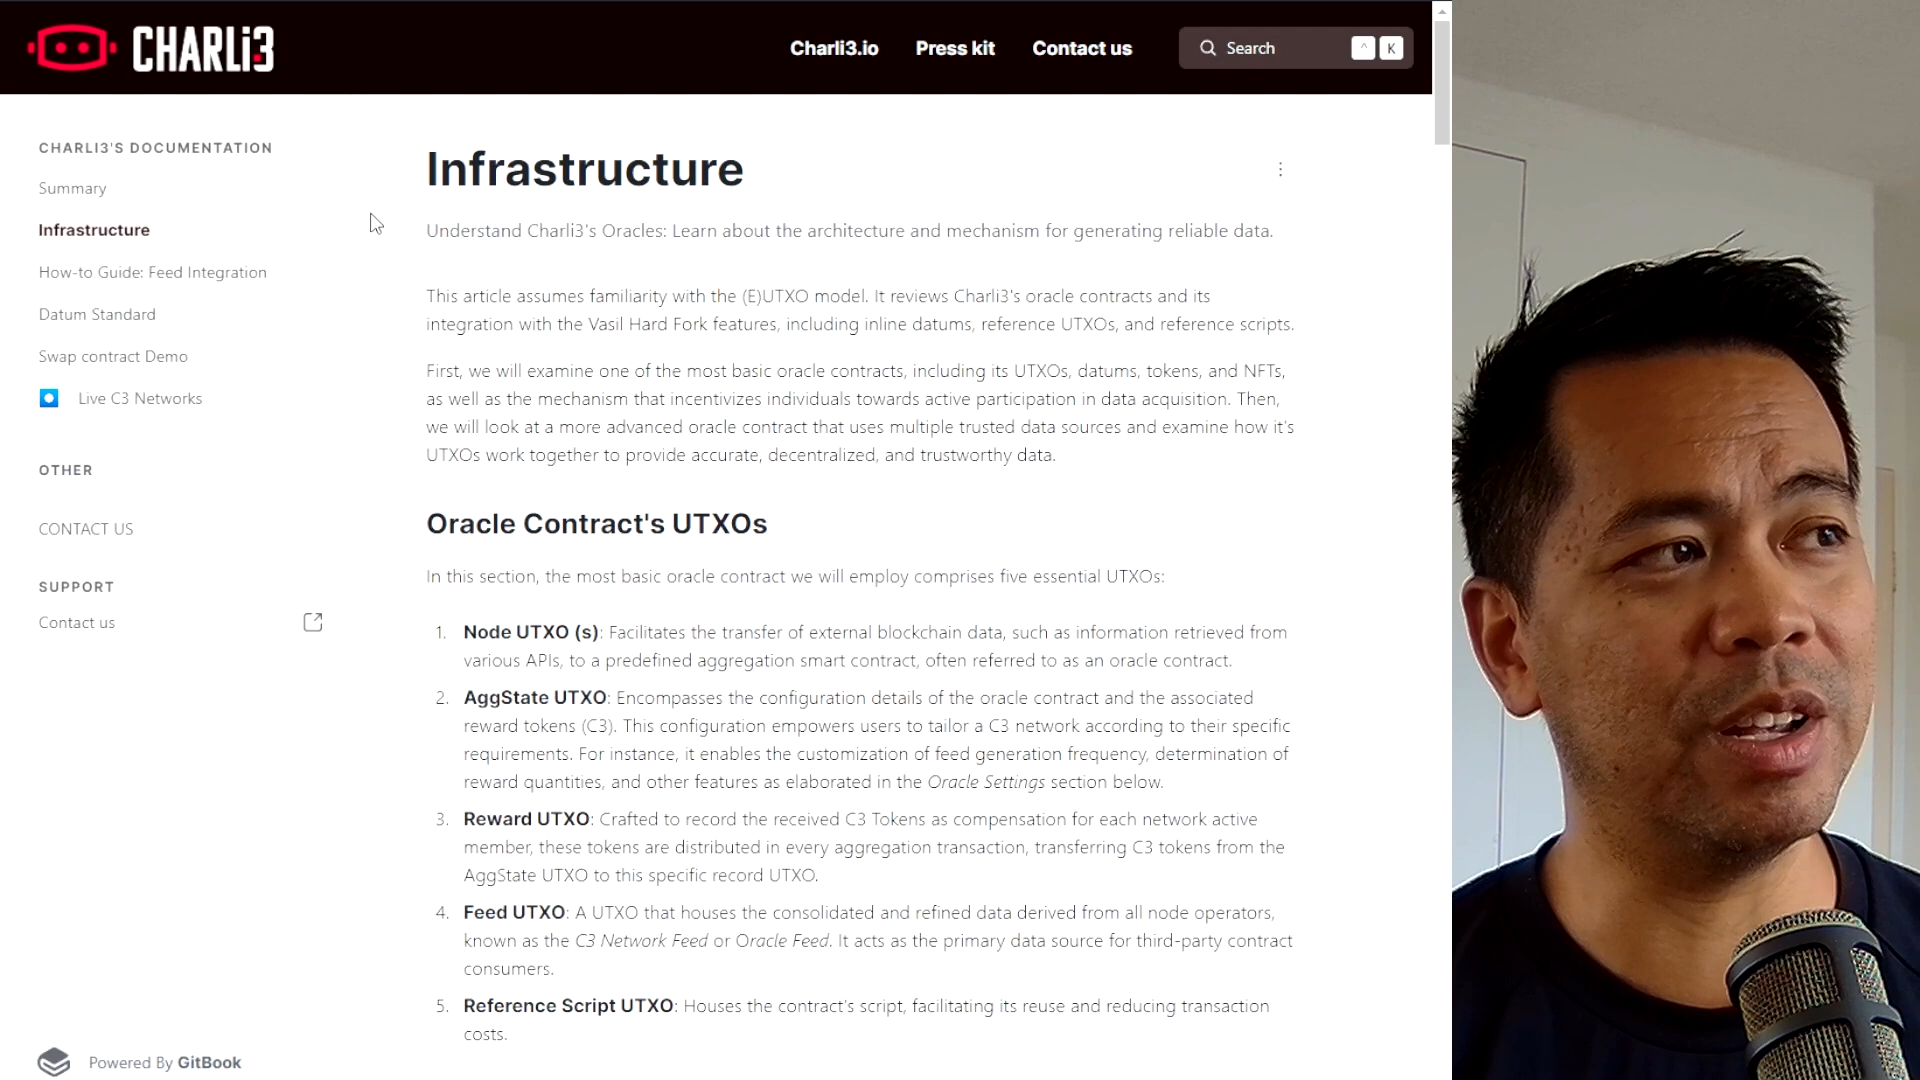 CHARLi3
Charli3.io
Press kit
Contact us
Search
^
K
CHARLI3'S DOCUMENTATION
Summary
Infrastructure
How-to Guide: Feed Integration
Datum Standard
Swap contract Demo
Live C3 Networks
OTHER
CONTACT US
SUPPORT
Contact us
Powered By GitBook
Infrastructure
Understand Charli3's Oracles: Learn about the architecture and mechanism for generating reliable data.
This article assumes familiarity with the (E)UTXO model. It reviews Charli3's oracle contracts and its
integration with the Vasil Hard Fork features, including inline datums, reference UTXOs, and reference scripts.
First, we will examine one of the most basic oracle contracts, including its UTXOs, datums, tokens, and NFTs,
as well as the mechanism that incentivizes individuals towards active participation in data acquisition. Then,
we will look at a more advanced oracle contract that uses multiple trusted data sources and examine how it's
UTXOs work together to provide accurate, decentralized, and trustworthy data.
Oracle Contract's UTXOs
In this section, the most basic oracle contract we will employ comprises five essential UTXOs:
1. Node UTXO (s): Facilitates the transfer of external blockchain data, such as information retrieved from
various APIs, to a predefined aggregation smart contract, often referred to as an oracle contract.
2. AggState UTXO: Encompasses the configuration details of the oracle contract and the associated
reward tokens (C3). This configuration empowers users to tailor a C3 network according to their specific
requirements. For instance, it enables the customization of feed generation frequency, determination of
reward quantities, and other features as elaborated in the Oracle Settings section below.
3. Reward UTXO: Crafted to record the received C3 Tokens as compensation for each network active
member, these tokens are distributed in every aggregation transaction, transferring C3 tokens from the
AggState UTXO to this specific record UTXO.
4. Feed UTXO: A UTXO that houses the consolidated and refined data derived from all node operators,
known as the C3 Network Feed or Oracle Feed. It acts as the primary data source for third-party contract
consumers.
5. Reference Script UTXO: Houses the contract's script, facilitating its reuse and reducing transaction
costs.